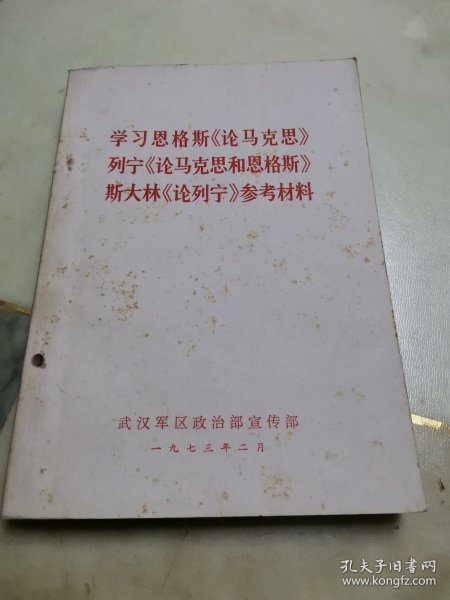 学习恩格斯《论马克思》
列宁《论马克思和恩格斯》
斯大林《论列宁》参考材料
武汉军区政治部宣传部
一九七三年二月
孔夫子旧书网
www.kongfz.com